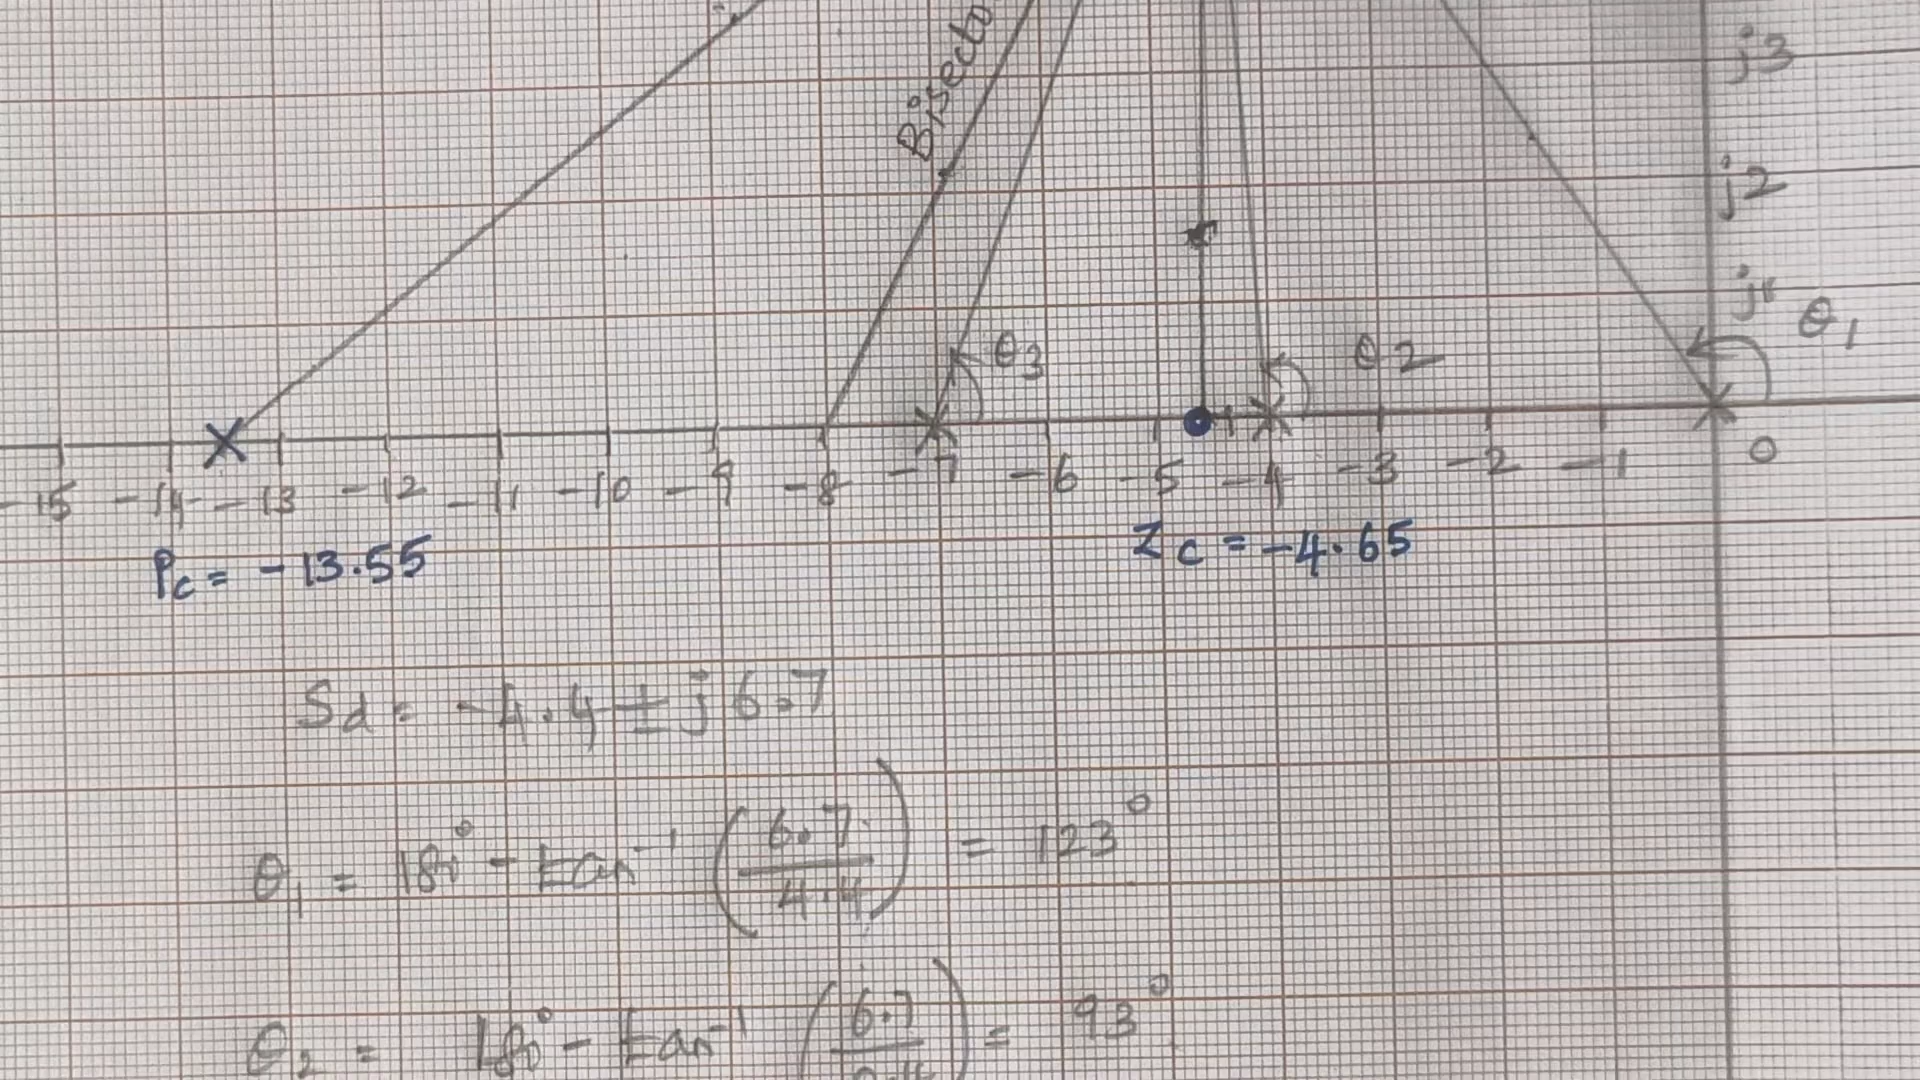 Bisecto
j3
j2
j1
θ1
θ3
θ2
-15 -14 -13 -12 -11 -10 -9 -8 -7 -6 -5 -4 -3 -2 -1 0
Pc = -13.55
Zc = -4.65
Sd = -4.4 ± j6.7
θ1 = 180° - tan⁻¹ (6.7/4.4) = 123°
θ2 = 180° - tan⁻¹ (6.7/0.4) = 93°